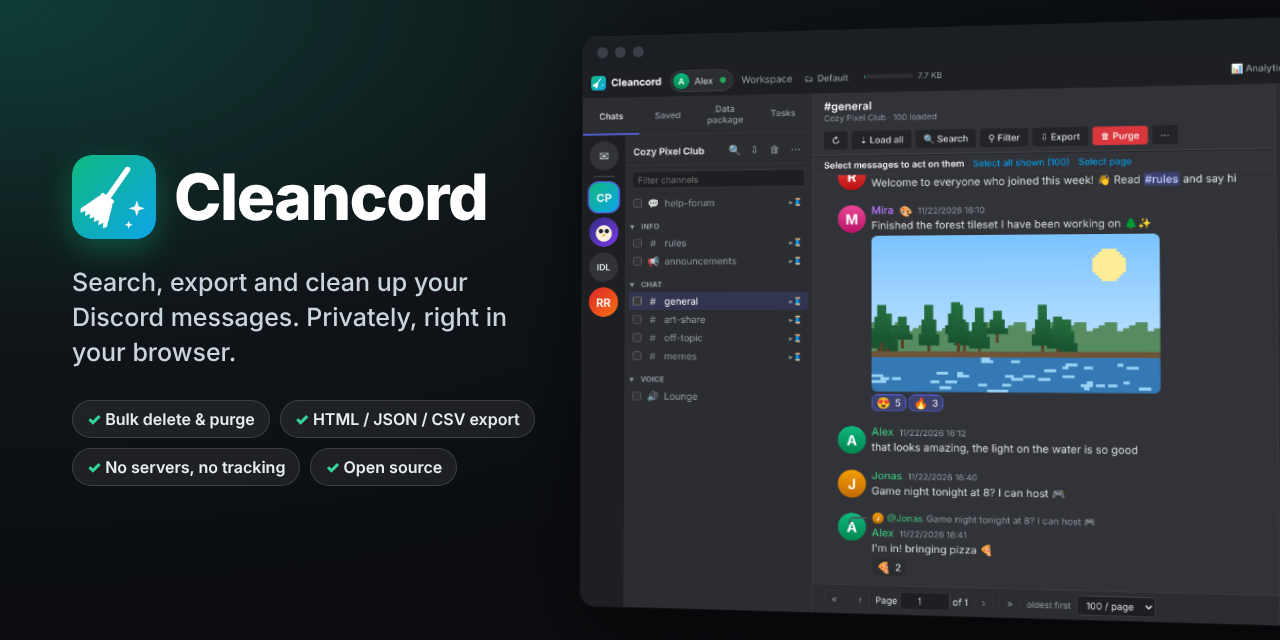 Cleancord
Search, export and clean up your
Discord messages. Privately, right in
your browser.
Bulk delete & purge
HTML / JSON / CSV export
No servers, no tracking
Open source
Cleancord
A Alex
Workspace
Default
7.7 KB
Chats
Saved
Data
package
Tasks
CP
IDL
RR
Cozy Pixel Club
Filter channels
help-forum
INFO
# rules
announcements
CHAT
# general
# art-share
# off-topic
# memes
VOICE
Lounge
#general
Cozy Pixel Club · 100 loaded
Load all
Search
Filter
Export
Purge
Select messages to act on them Select all shown (100) Select page
R
Welcome to everyone who joined this week! 👋 Read #rules and say hi
M
Mira 🎨 11/22/2026 16:10
Finished the forest tileset I have been working on 🌲✨
😍 5 🔥 3
A
Alex 11/22/2026 16:12
that looks amazing, the light on the water is so good
J
Jonas 11/22/2026 16:40
Game night tonight at 8? I can host 🎮
A
J @Jonas Game night tonight at 8? I can host 🎮
Alex 11/22/2026 16:41
I'm in! bringing pizza 🍕
🍕 2
« ‹ Page 1 of 1 › » oldest first 100 / page